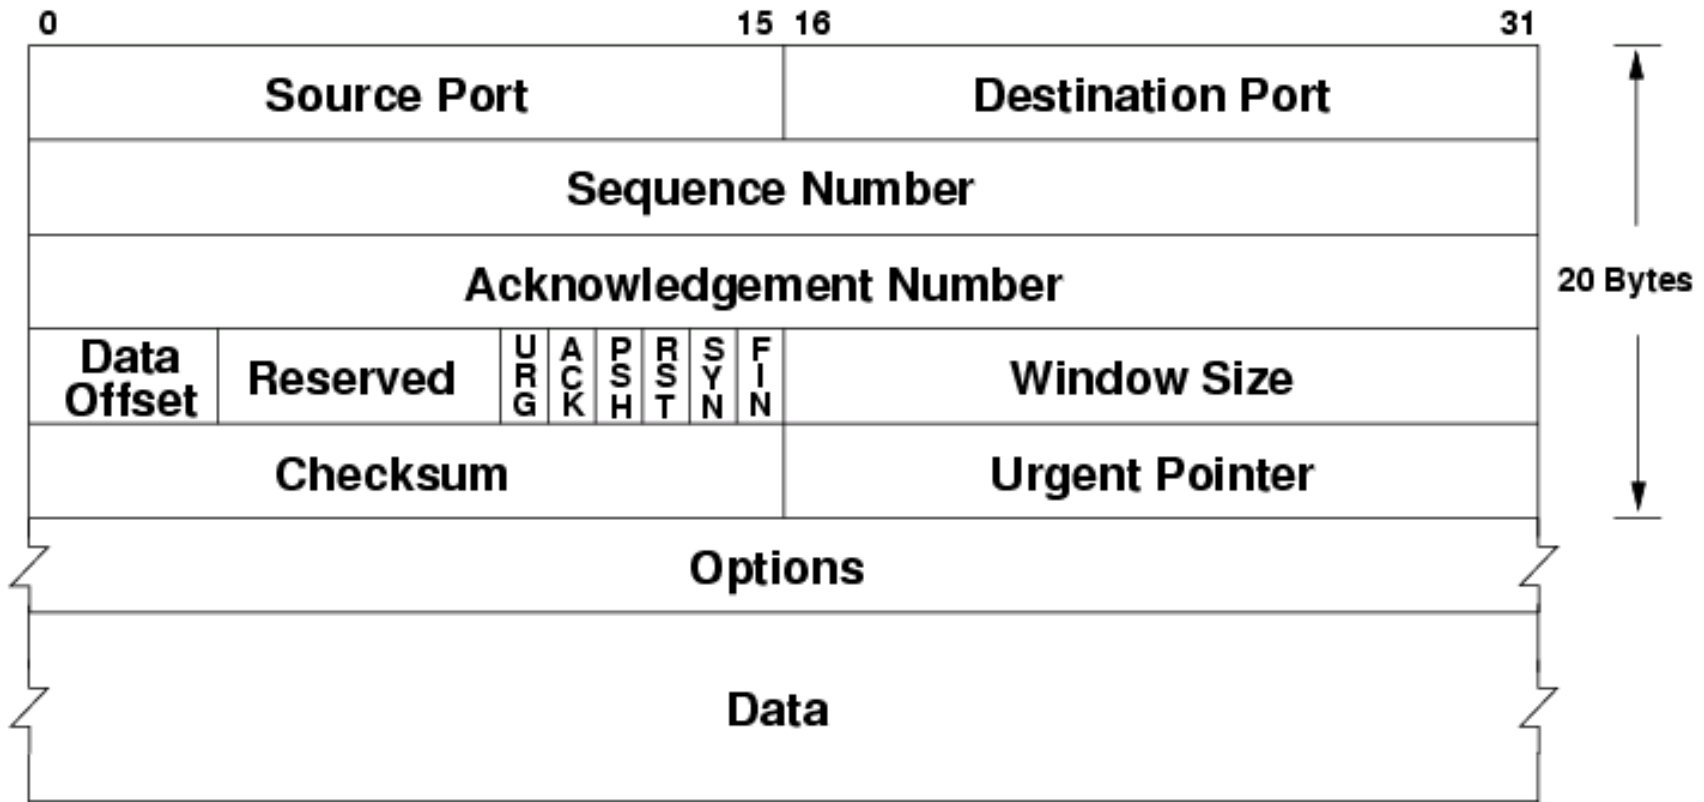 0 15 16 31
Source Port Destination Port
Sequence Number
Acknowledgement Number
20 Bytes
Data Offset Reserved URG ACK PSH RST SYN FIN Window Size
Checksum Urgent Pointer
Options
Data